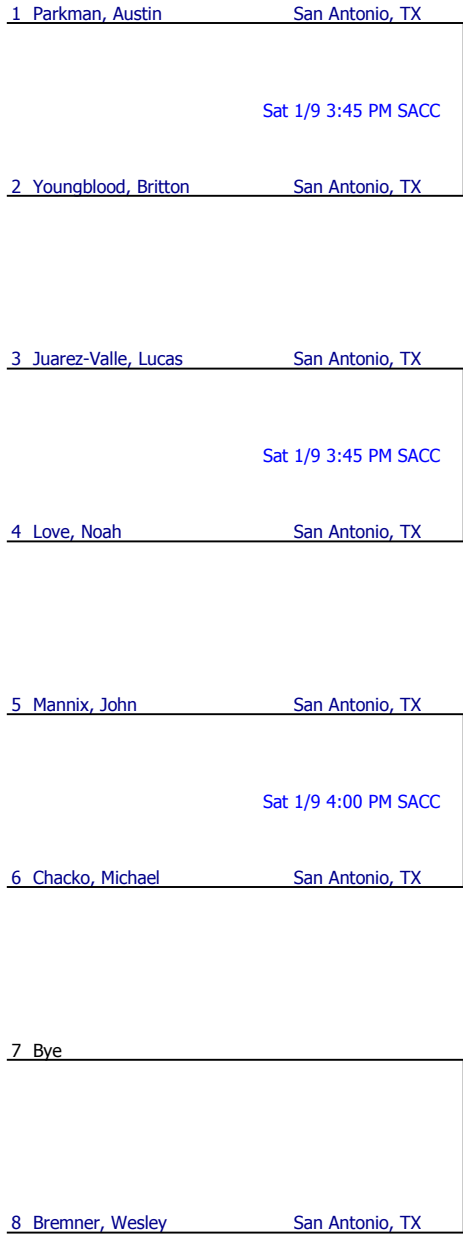 1 Parkman, Austin San Antonio, TX
Sat 1/9 3:45 PM SACC
2 Youngblood, Britton San Antonio, TX
3 Juarez-Valle, Lucas San Antonio, TX
Sat 1/9 3:45 PM SACC
4 Love, Noah San Antonio, TX
5 Mannix, John San Antonio, TX
Sat 1/9 4:00 PM SACC
6 Chacko, Michael San Antonio, TX
7 Bye
8 Bremner, Wesley San Antonio, TX